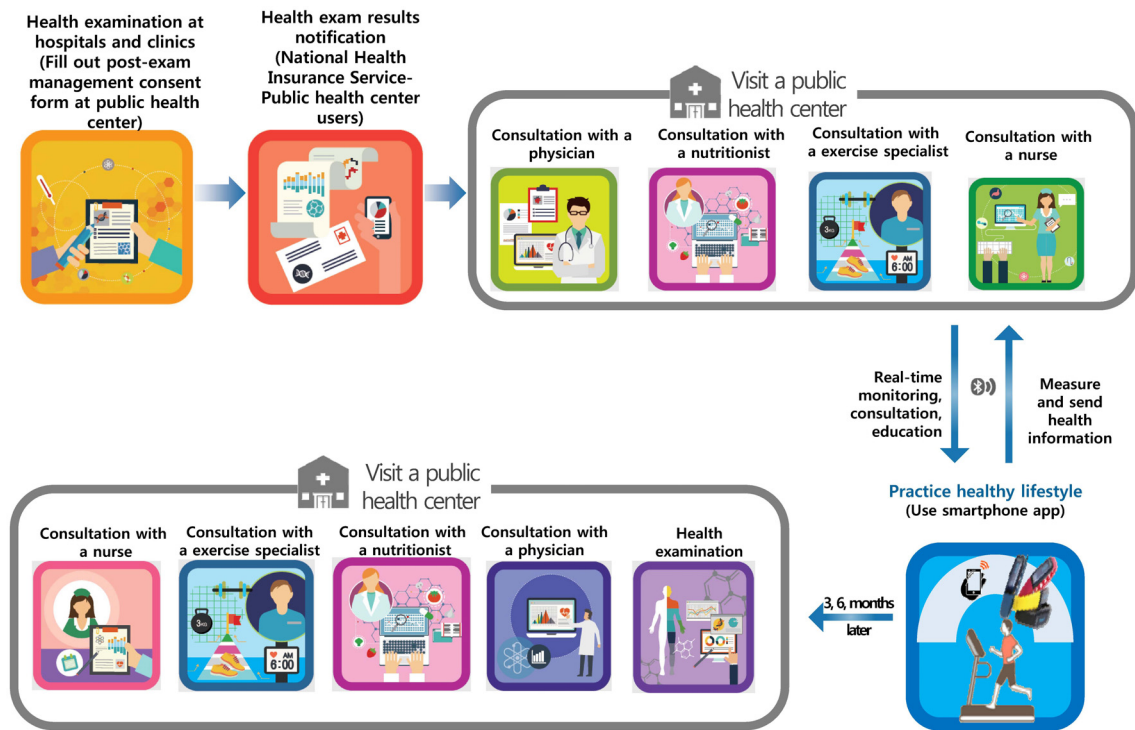 Health examination at
hospitals and clinics
(Fill out post-exam
management consent
form at public health
center)
Health exam results
notification
(National Health
Insurance Service-
Public health center
users)
Visit a public
health center
Consultation with a
physician
Consultation with
a nutritionist
Consultation with
a exercise specialist
Consultation with
a nurse
3KG
AM
6:00
Real-time
monitoring,
consultation,
education
Measure
and send
health
information
Practice healthy lifestyle
(Use smartphone app)
3, 6, months
later
Visit a public
health center
Consultation with
a nurse
Consultation with
a exercise specialist
Consultation with
a nutritionist
Consultation with
a physician
Health
examination
3KG
AM
6:00